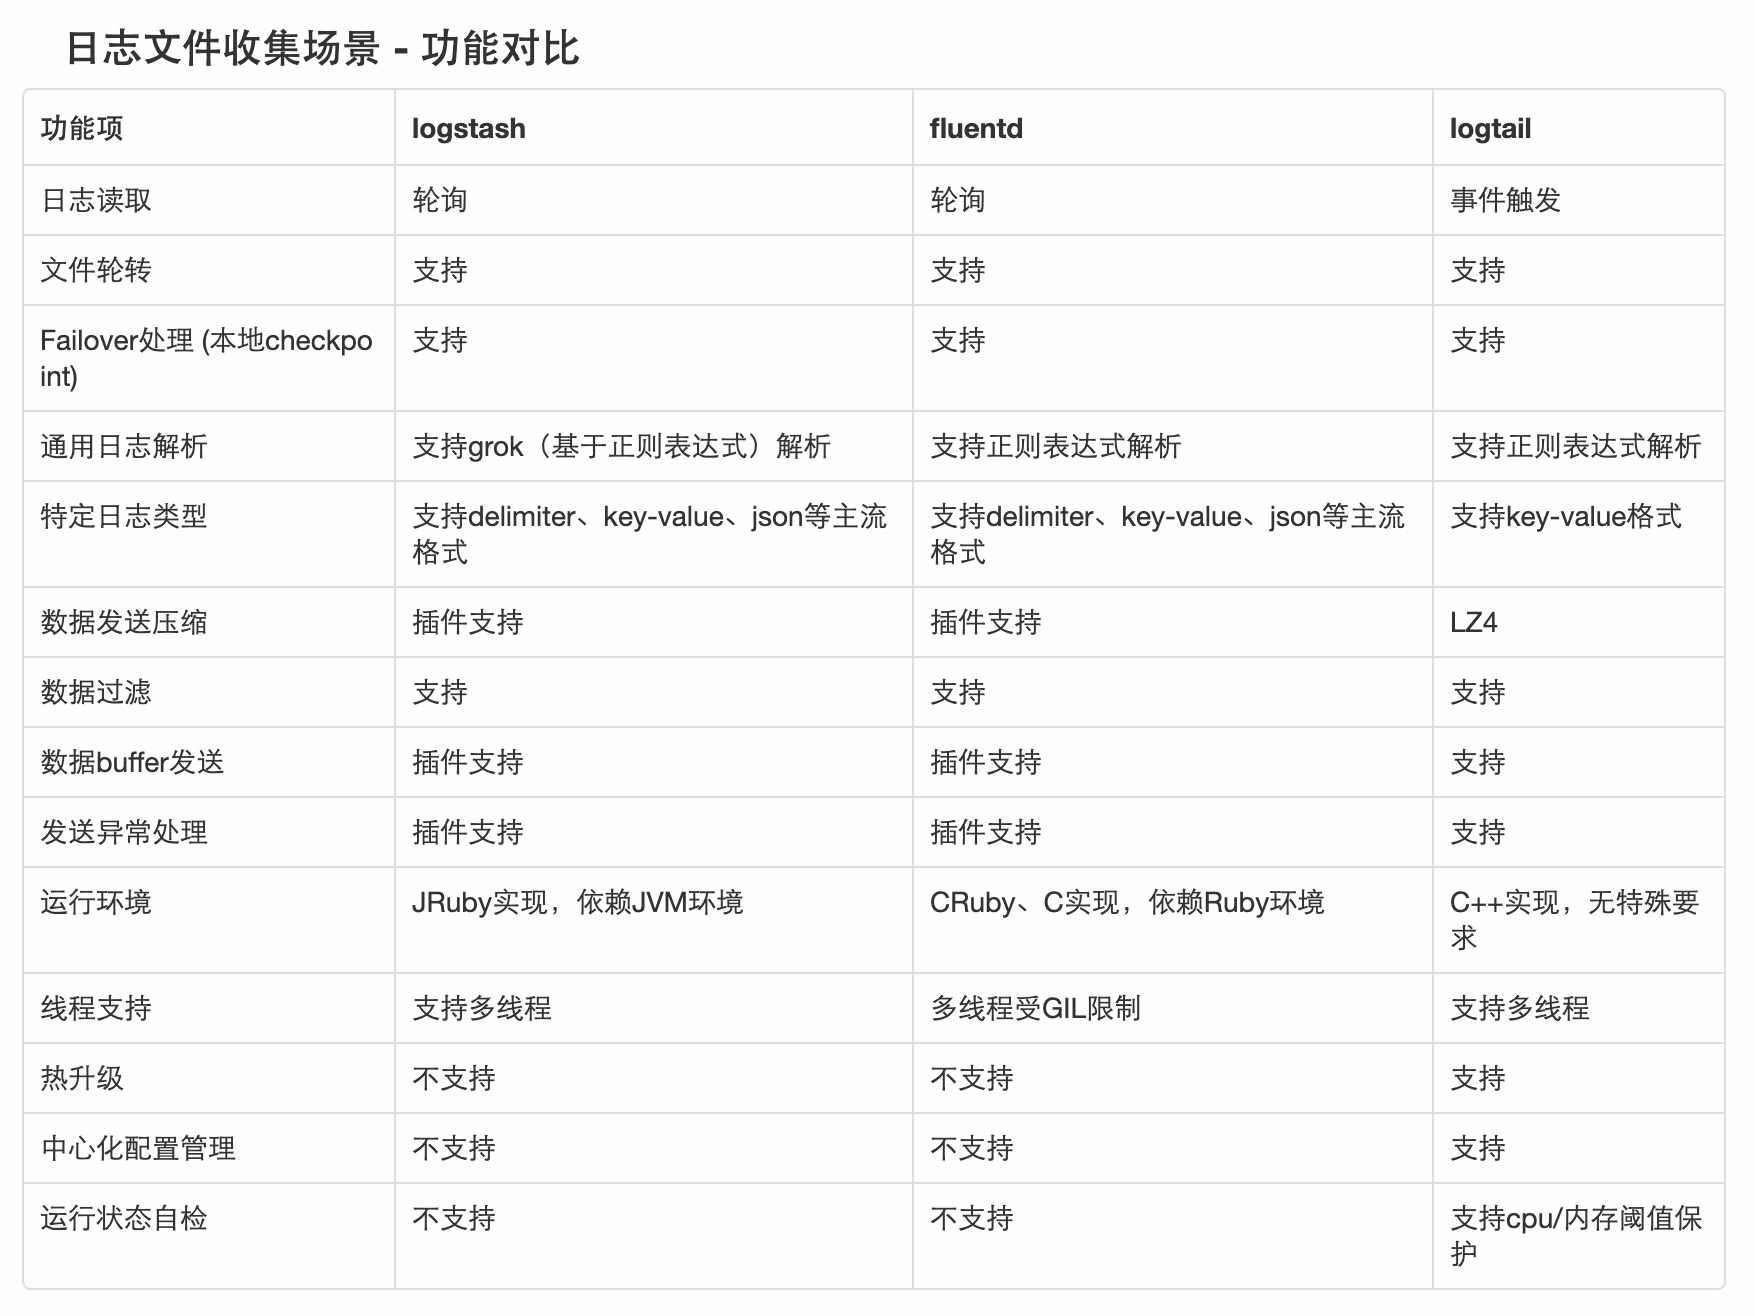 日志文件收集场景 - 功能对比
功能项 logstash fluentd logtail
日志读取 轮询 轮询 事件触发
文件轮转 支持 支持 支持
Failover处理 (本地checkpo 支持 支持 支持
int)
通用日志解析 支持grok（基于正则表达式）解析 支持正则表达式解析 支持正则表达式解析
特定日志类型 支持delimiter、key-value、json等主流 支持delimiter、key-value、json等主流 支持key-value格式
格式 格式
数据发送压缩 插件支持 插件支持 LZ4
数据过滤 支持 支持 支持
数据buffer发送 插件支持 插件支持 支持
发送异常处理 插件支持 插件支持 支持
运行环境 JRuby实现，依赖JVM环境 CRuby、C实现，依赖Ruby环境 C++实现，无特殊要
求
线程支持 支持多线程 多线程受GIL限制 支持多线程
热升级 不支持 不支持 支持
中心化配置管理 不支持 不支持 支持
运行状态自检 不支持 不支持 支持cpu/内存阈值保
护